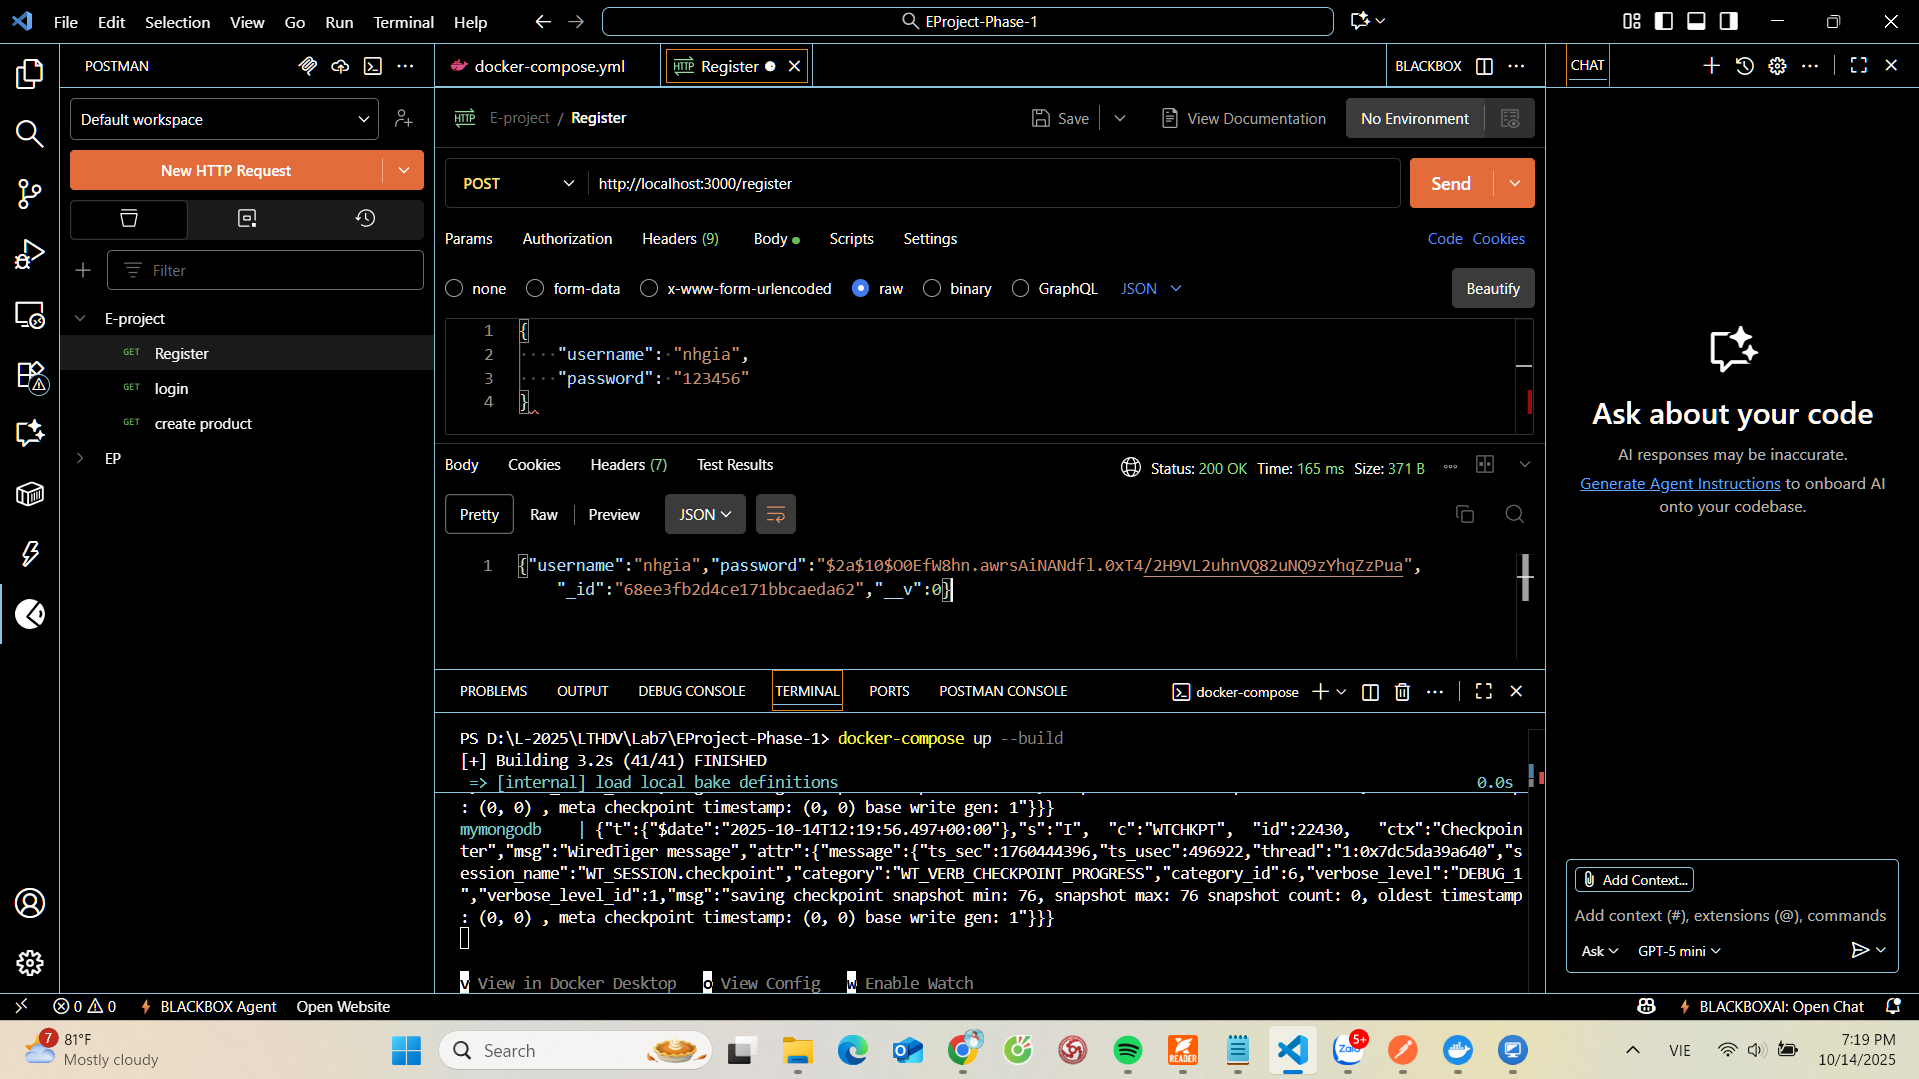 File Edit Selection View Go Run Terminal Help
EProject-Phase-1
POSTMAN
Default workspace
New HTTP Request
Filter
E-project
GET Register
GET login
GET create product
EP
docker-compose.yml
HTTP Register
BLACKBOX
HTTP E-project / Register
Save
View Documentation
No Environment
POST
http://localhost:3000/register
Send
Params Authorization Headers (9) Body Scripts Settings
Code Cookies
none form-data x-www-form-urlencoded raw binary GraphQL JSON
Beautify
1 {
2 ····"username":·"nhgia",
3 ····"password":·"123456"
4 }
Body Cookies Headers (7) Test Results
Status: 200 OK Time: 165 ms Size: 371 B
Pretty Raw Preview JSON
1 {"username":"nhgia","password":"$2a$10$O0EfW8hn.awrsAiNANdfl.0xT4/2H9VL2uhnVQ82uNQ9zYhqZzPua",
"_id":"68ee3fb2d4ce171bbcaeda62","__v":0}
PROBLEMS OUTPUT DEBUG CONSOLE TERMINAL PORTS POSTMAN CONSOLE
docker-compose
PS D:\L-2025\LTHDV\Lab7\EProject-Phase-1> docker-compose up --build
[+] Building 3.2s (41/41) FINISHED
=> [internal] load local bake definitions 0.0s
: (0, 0) , meta checkpoint timestamp: (0, 0) base write gen: 1"}}}
mymongodb | {"t":{"$date":"2025-10-14T12:19:56.497+00:00"},"s":"I", "c":"WTCHKPT", "id":22430, "ctx":"Checkpoin
ter","msg":"WiredTiger message","attr":{"message":{"ts_sec":1760444396,"ts_usec":496922,"thread":"1:0x7dc5da39a640","s
ession_name":"WT_SESSION.checkpoint","category":"WT_VERB_CHECKPOINT_PROGRESS","category_id":6,"verbose_level":"DEBUG_1
","verbose_level_id":1,"msg":"saving checkpoint snapshot min: 76, snapshot max: 76 snapshot count: 0, oldest timestamp
: (0, 0) , meta checkpoint timestamp: (0, 0) base write gen: 1"}}}
v View in Docker Desktop o View Config w Enable Watch
CHAT
Ask about your code
AI responses may be inaccurate.
Generate Agent Instructions to onboard AI
onto your codebase.
Add Context...
Add context (#), extensions (@), commands
Ask GPT-5 mini
0 0 BLACKBOX Agent Open Website
BLACKBOXAI: Open Chat
7
81°F
Mostly cloudy
Search
READER
Zalo
5+
VIE
7:19 PM
10/14/2025